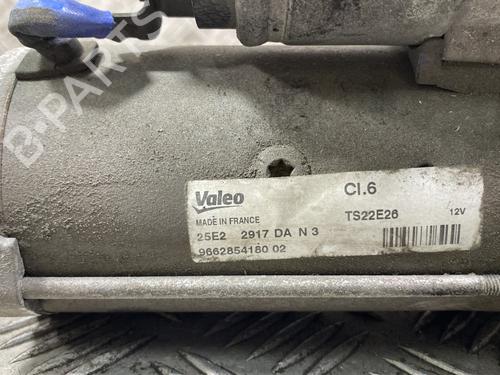 B-PARTS
Valeo
MADE IN FRANCE
Cl.6
TS22E26 12V
25E2 2917 DA N 3
9662854180 02